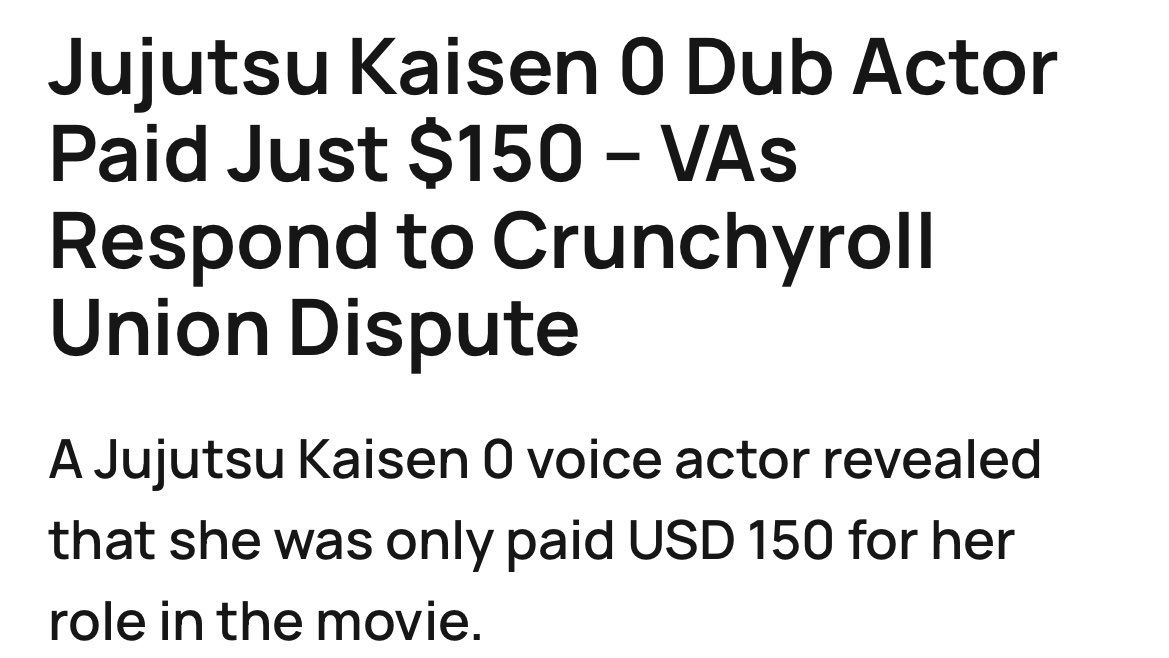 Jujutsu Kaisen 0 Dub Actor
Paid Just $150 – VAs
Respond to Crunchyroll
Union Dispute
A Jujutsu Kaisen 0 voice actor revealed
that she was only paid USD 150 for her
role in the movie.